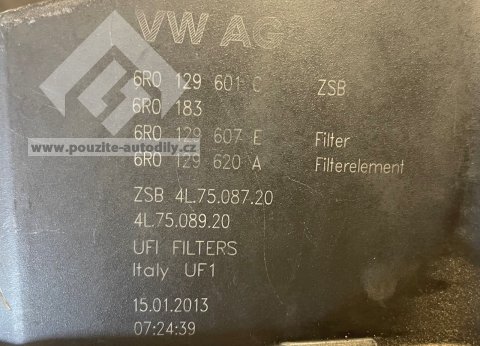 VW AG
6R0 129 601 C ZSB
6R0 183
6R0 129 607 E Filter
www.pouzite-autodily.cz
6R0 129 620 A Filterelement
ZSB 4L.75.087.20
4L.75.089.20
UFI FILTERS
Italy UF1
15.01.2013
07:24:39